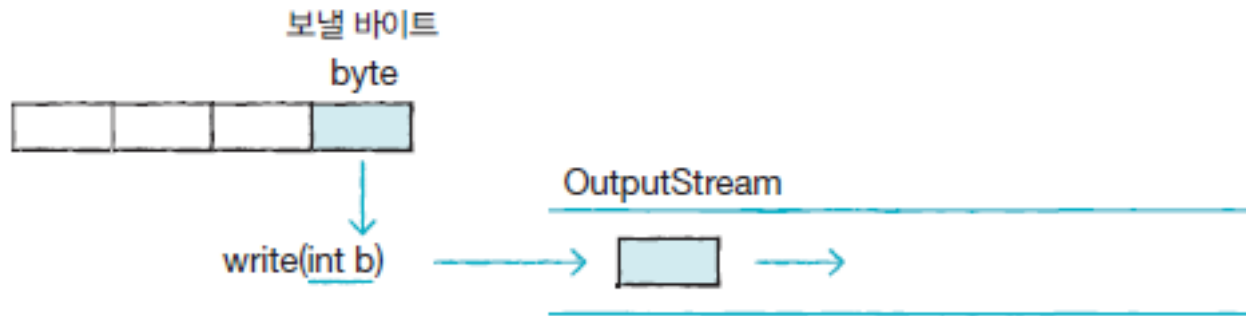 보낼 바이트
byte
OutputStream
write(int b)